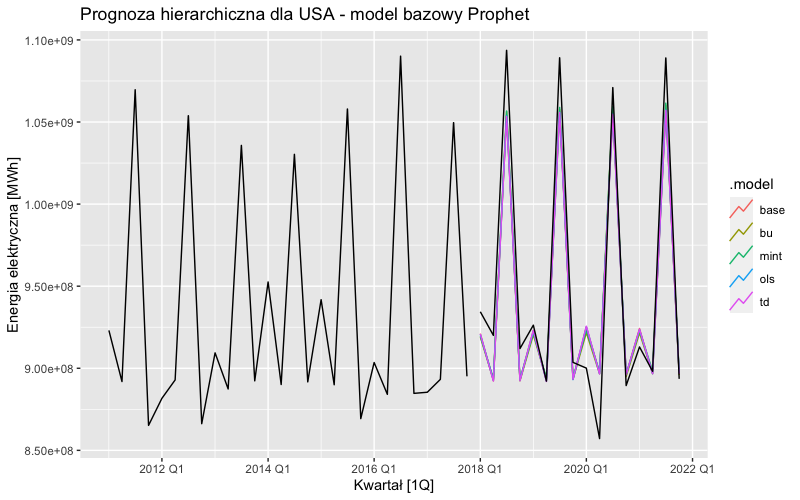 Prognoza hierarchiczna dla USA - model bazowy Prophet
Energia elektryczna [MWh]
1.10e+09
1.05e+09
1.00e+09
9.50e+08
9.00e+08
8.50e+08
2012 Q1
2014 Q1
2016 Q1
2018 Q1
2020 Q1
2022 Q1
Kwartał [1Q]
.model
base
bu
mint
ols
td